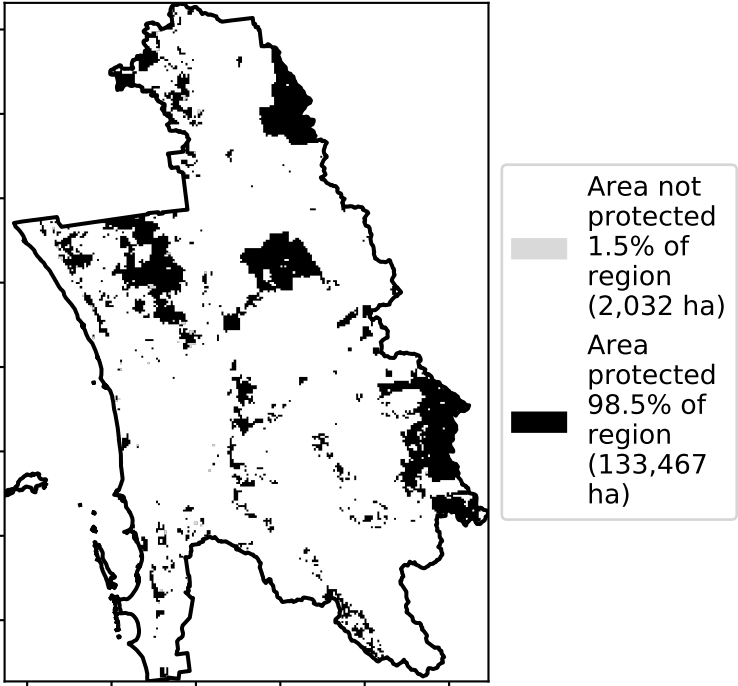 Area not
protected
1.5% of
region
(2,032 ha)
Area
protected
98.5% of
region
(133,467
ha)